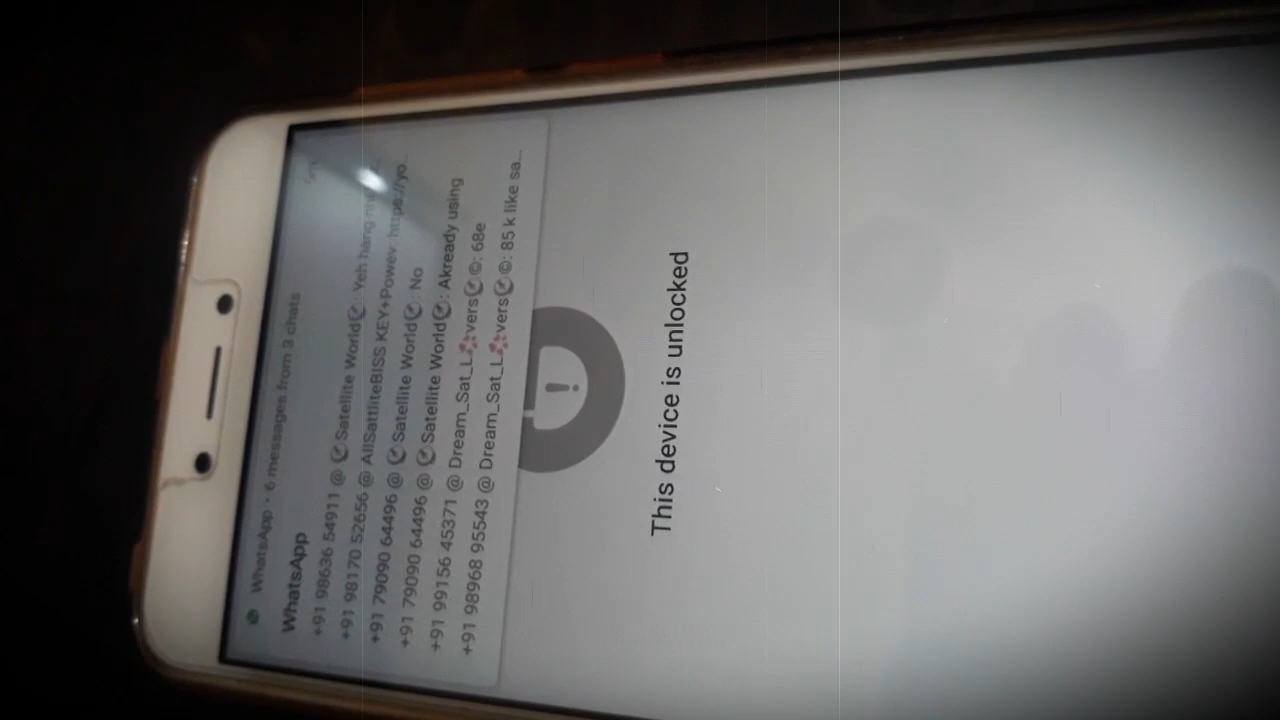 WhatsApp • 6 messages from 3 chats
WhatsApp
+91 98636 54911 @ Satellite World: Yeh hang
+91 98170 52656 @ AllSattliteBISS KEY+Powev: https://yo...
+91 79090 64496 @ Satellite World: No
+91 79090 64496 @ Satellite World: Akready using
+91 99156 45371 @ Dream_Sat_L💞vers©: 68e
+91 98968 95543 @ Dream_Sat_L💞vers©: 85 k like sa...
This device is unlocked